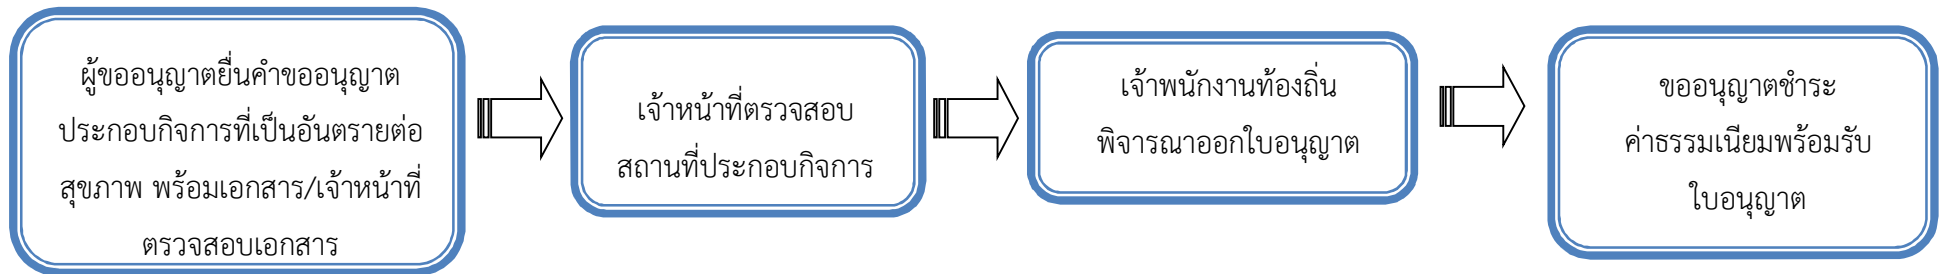 ผู้ขออนุญาตยื่นคำขออนุญาต
ประกอบกิจการที่เป็นอันตรายต่อ
สุขภาพ พร้อมเอกสาร/เจ้าหน้าที่
ตรวจสอบเอกสาร
เจ้าหน้าที่ตรวจสอบ
สถานที่ประกอบกิจการ
เจ้าพนักงานท้องถิ่น
พิจารณาออกใบอนุญาต
ขออนุญาตชำระ
ค่าธรรมเนียมพร้อมรับ
ใบอนุญาต